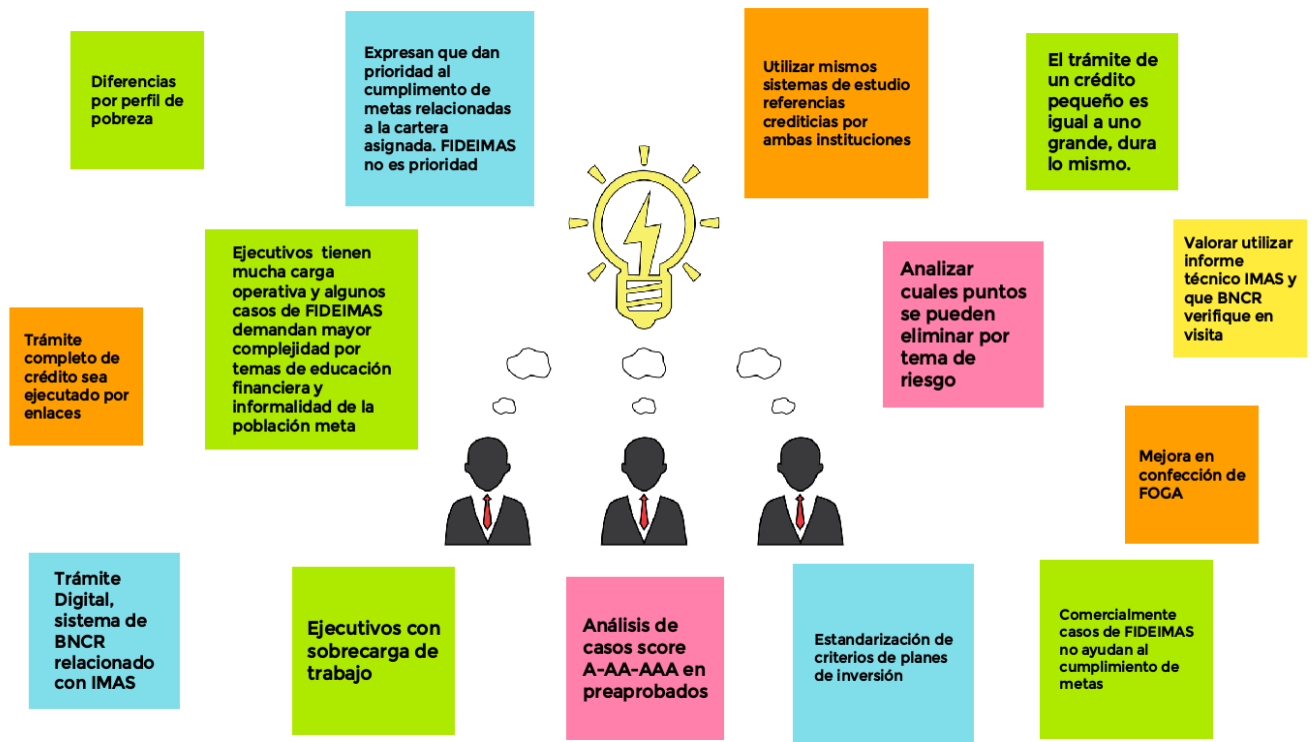 Diferencias
por perfil de
pobreza
Expresan que dan
prioridad al
cumplimento de
metas relacionadas
a la cartera
asignada. FIDEIMAS
no es prioridad
Utilizar mismos
sistemas de estudio
referencias
crediticias por
ambas instituciones
El trámite de
un crédito
pequeño es
igual a uno
grande, dura
lo mismo.
Ejecutivos tienen
mucha carga
operativa y algunos
casos de FIDEIMAS
demandan mayor
complejidad por
temas de educación
financiera y
informalidad de la
población meta
Analizar
cuales puntos
se pueden
eliminar por
tema de
riesgo
Valorar utilizar
informe
técnico IMAS y
que BNCR
verifique en
visita
Trámite
completo de
crédito sea
ejecutado por
enlaces
Mejora en
confección de
FOGA
Trámite
Digital,
sistema de
BNCR
relacionado
con IMAS
Ejecutivos con
sobrecarga de
trabajo
Análisis de
casos score
A-AA-AAA en
preaprobados
Estandarización de
criterios de planes
de inversión
Comercialmente
casos de FIDEIMAS
no ayudan al
cumplimiento de
metas